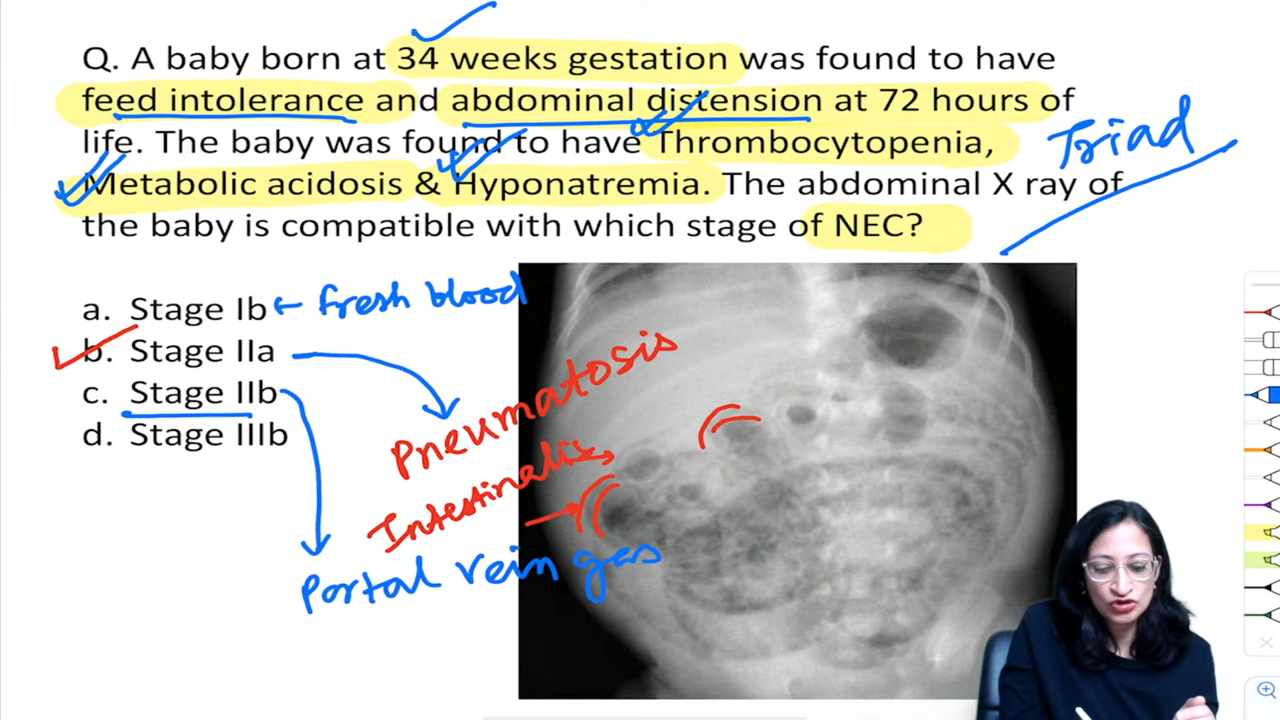 Q. A baby born at 34 weeks gestation was found to have
feed intolerance and abdominal distension at 72 hours of
life. The baby was found to have Thrombocytopenia,
Metabolic acidosis & Hyponatremia. The abdominal X ray of
the baby is compatible with which stage of NEC?
Triad
a. Stage Ib ← fresh blood
b. Stage IIa
c. Stage IIb
d. Stage IIIb
Pneumatosis
Intestinalis
Portal vein gas